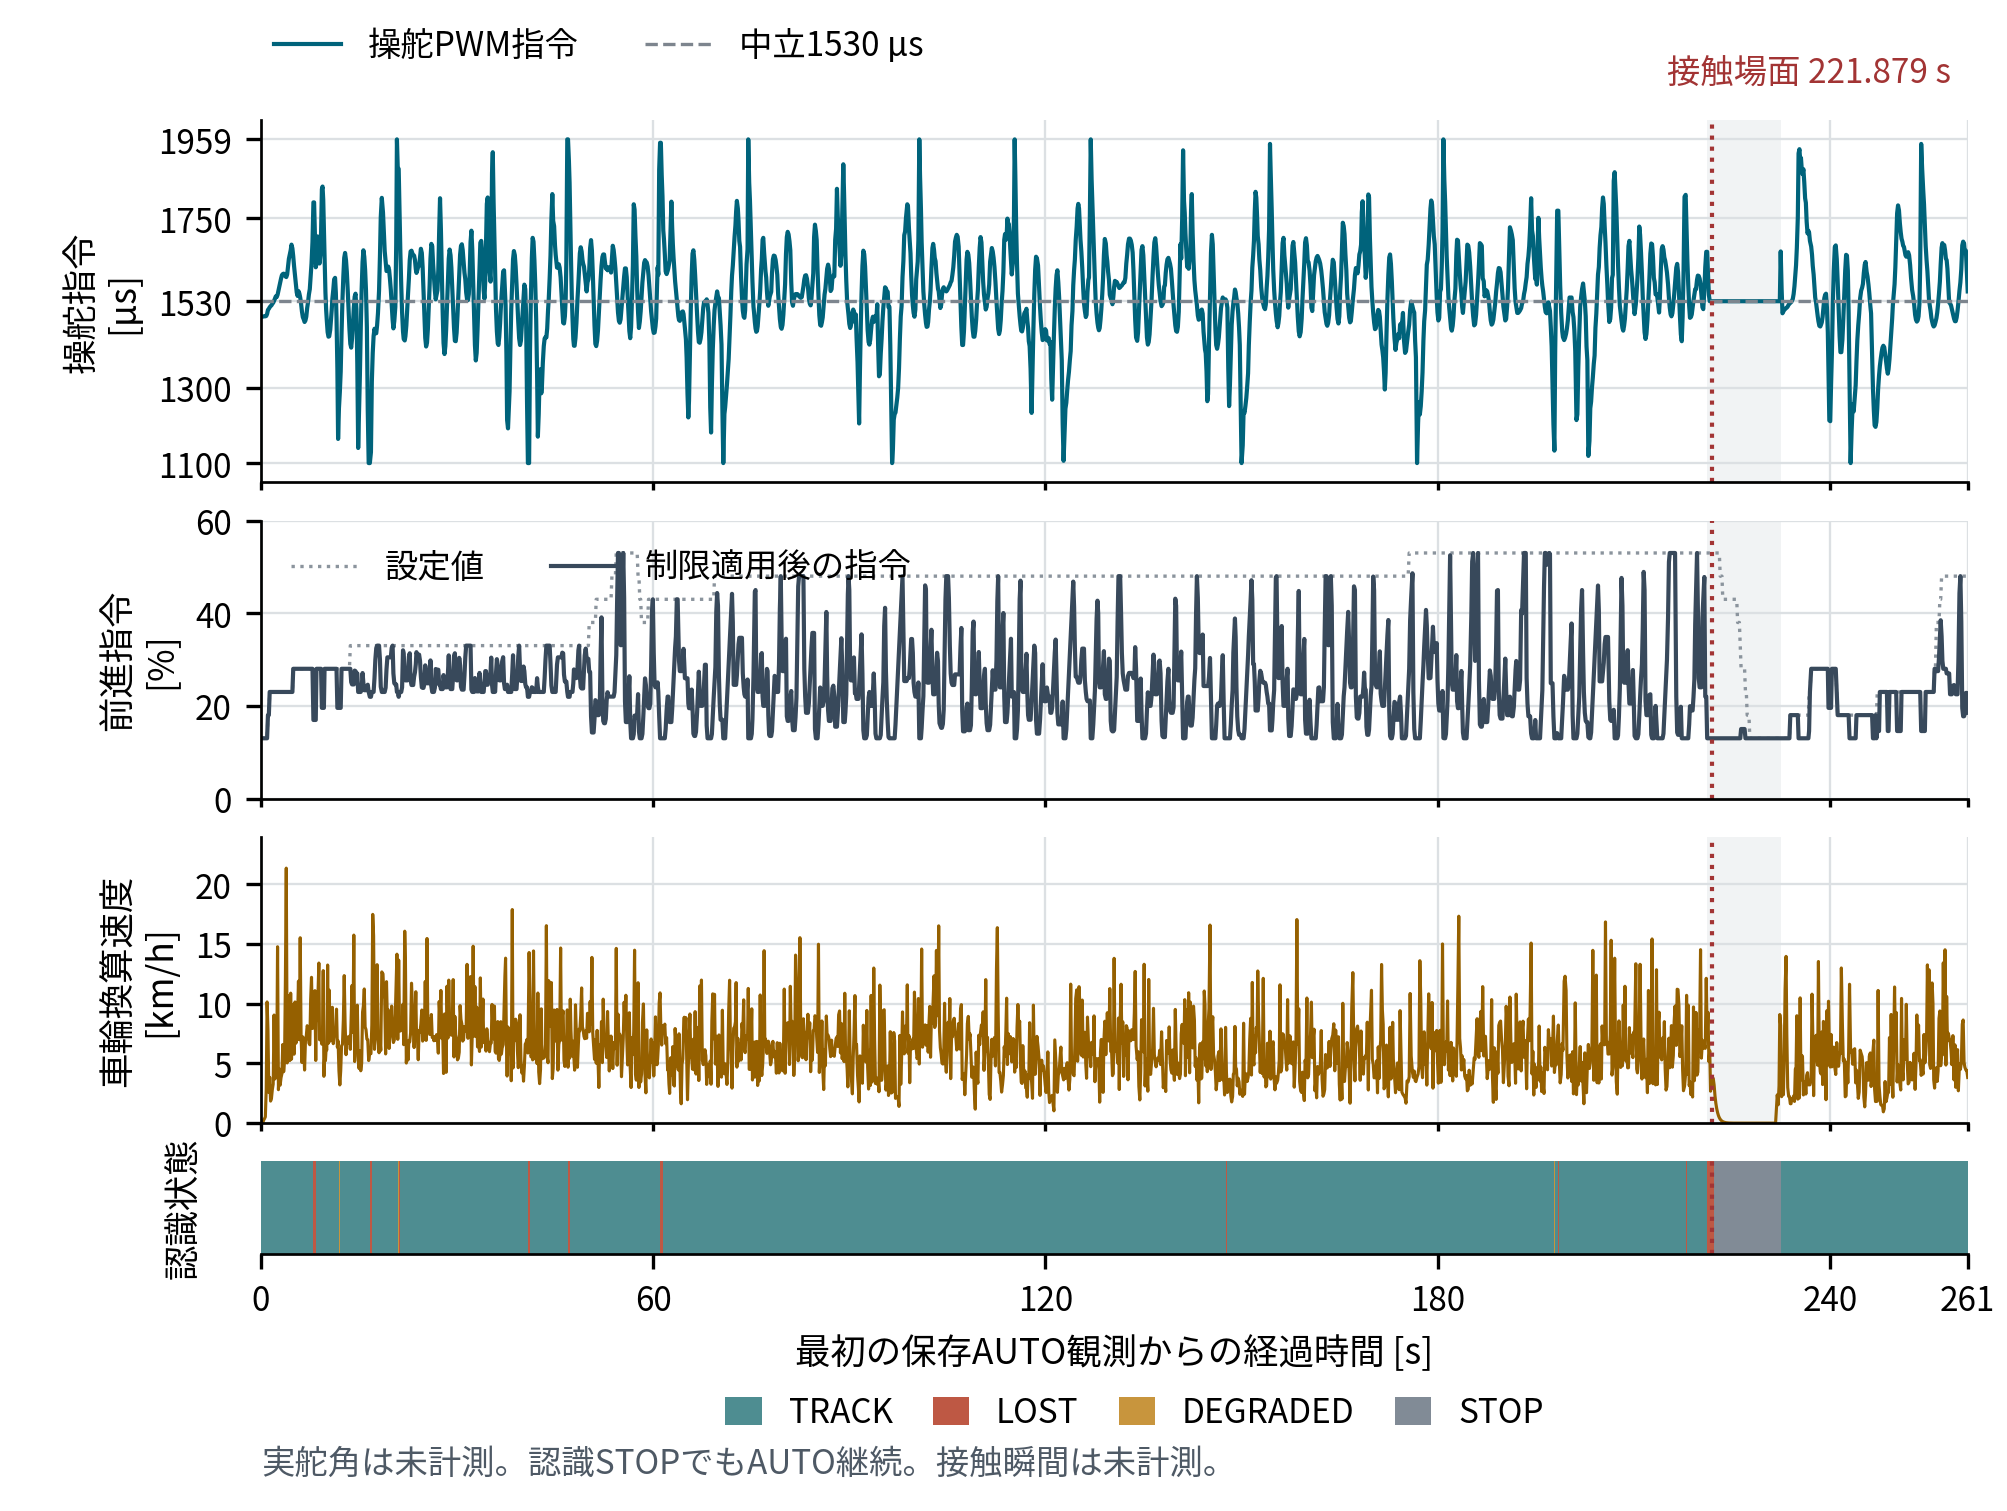 操舵PWM指令
中立1530 µs
接触場面 221.879 s
操舵指令
[µs]
1959
1750
1530
1300
1100
前進指令
[%]
60
40
20
0
設定値
制限適用後の指令
車輪換算速度
[km/h]
20
15
10
5
0
認識状態
0 60 120 180 240 261
最初の保存AUTO観測からの経過時間 [s]
TRACK LOST DEGRADED STOP
実舵角は未計測。認識STOPでもAUTO継続。接触瞬間は未計測。